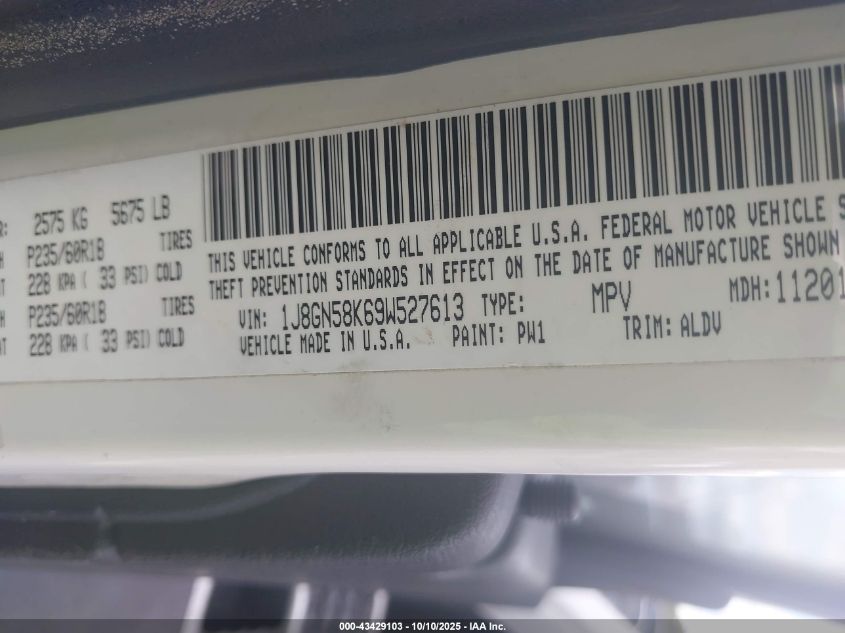 R: 2575 KG 5675 LB
P235/60R18 TIRES
228 KPA ( 33 PSI) COLD
P235/60R18 TIRES
228 KPA ( 33 PSI) COLD
THIS VEHICLE CONFORMS TO ALL APPLICABLE U.S.A. FEDERAL MOTOR VEHICLE S
THEFT PREVENTION STANDARDS IN EFFECT ON THE DATE OF MANUFACTURE SHOWN
VIN: 1J8GN58K69W527613 TYPE: MPV MDH: 11201
VEHICLE MADE IN U.S.A. PAINT: PW1 TRIM: ALDV
000-43429103 - 10/10/2025 - IAA Inc.